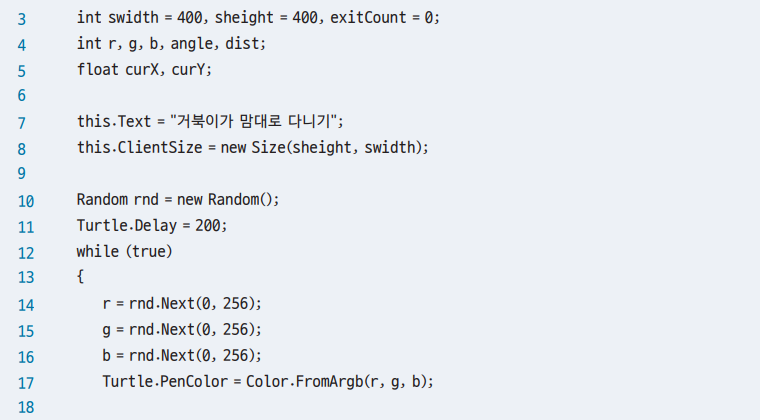 3 int swidth = 400, sheight = 400, exitCount = 0;
4 int r, g, b, angle, dist;
5 float curX, curY;
6
7 this.Text = "거북이가 맘대로 다니기";
8 this.ClientSize = new Size(sheight, swidth);
9
10 Random rnd = new Random();
11 Turtle.Delay = 200;
12 while (true)
13 {
14 r = rnd.Next(0, 256);
15 g = rnd.Next(0, 256);
16 b = rnd.Next(0, 256);
17 Turtle.PenColor = Color.FromArgb(r, g, b);
18